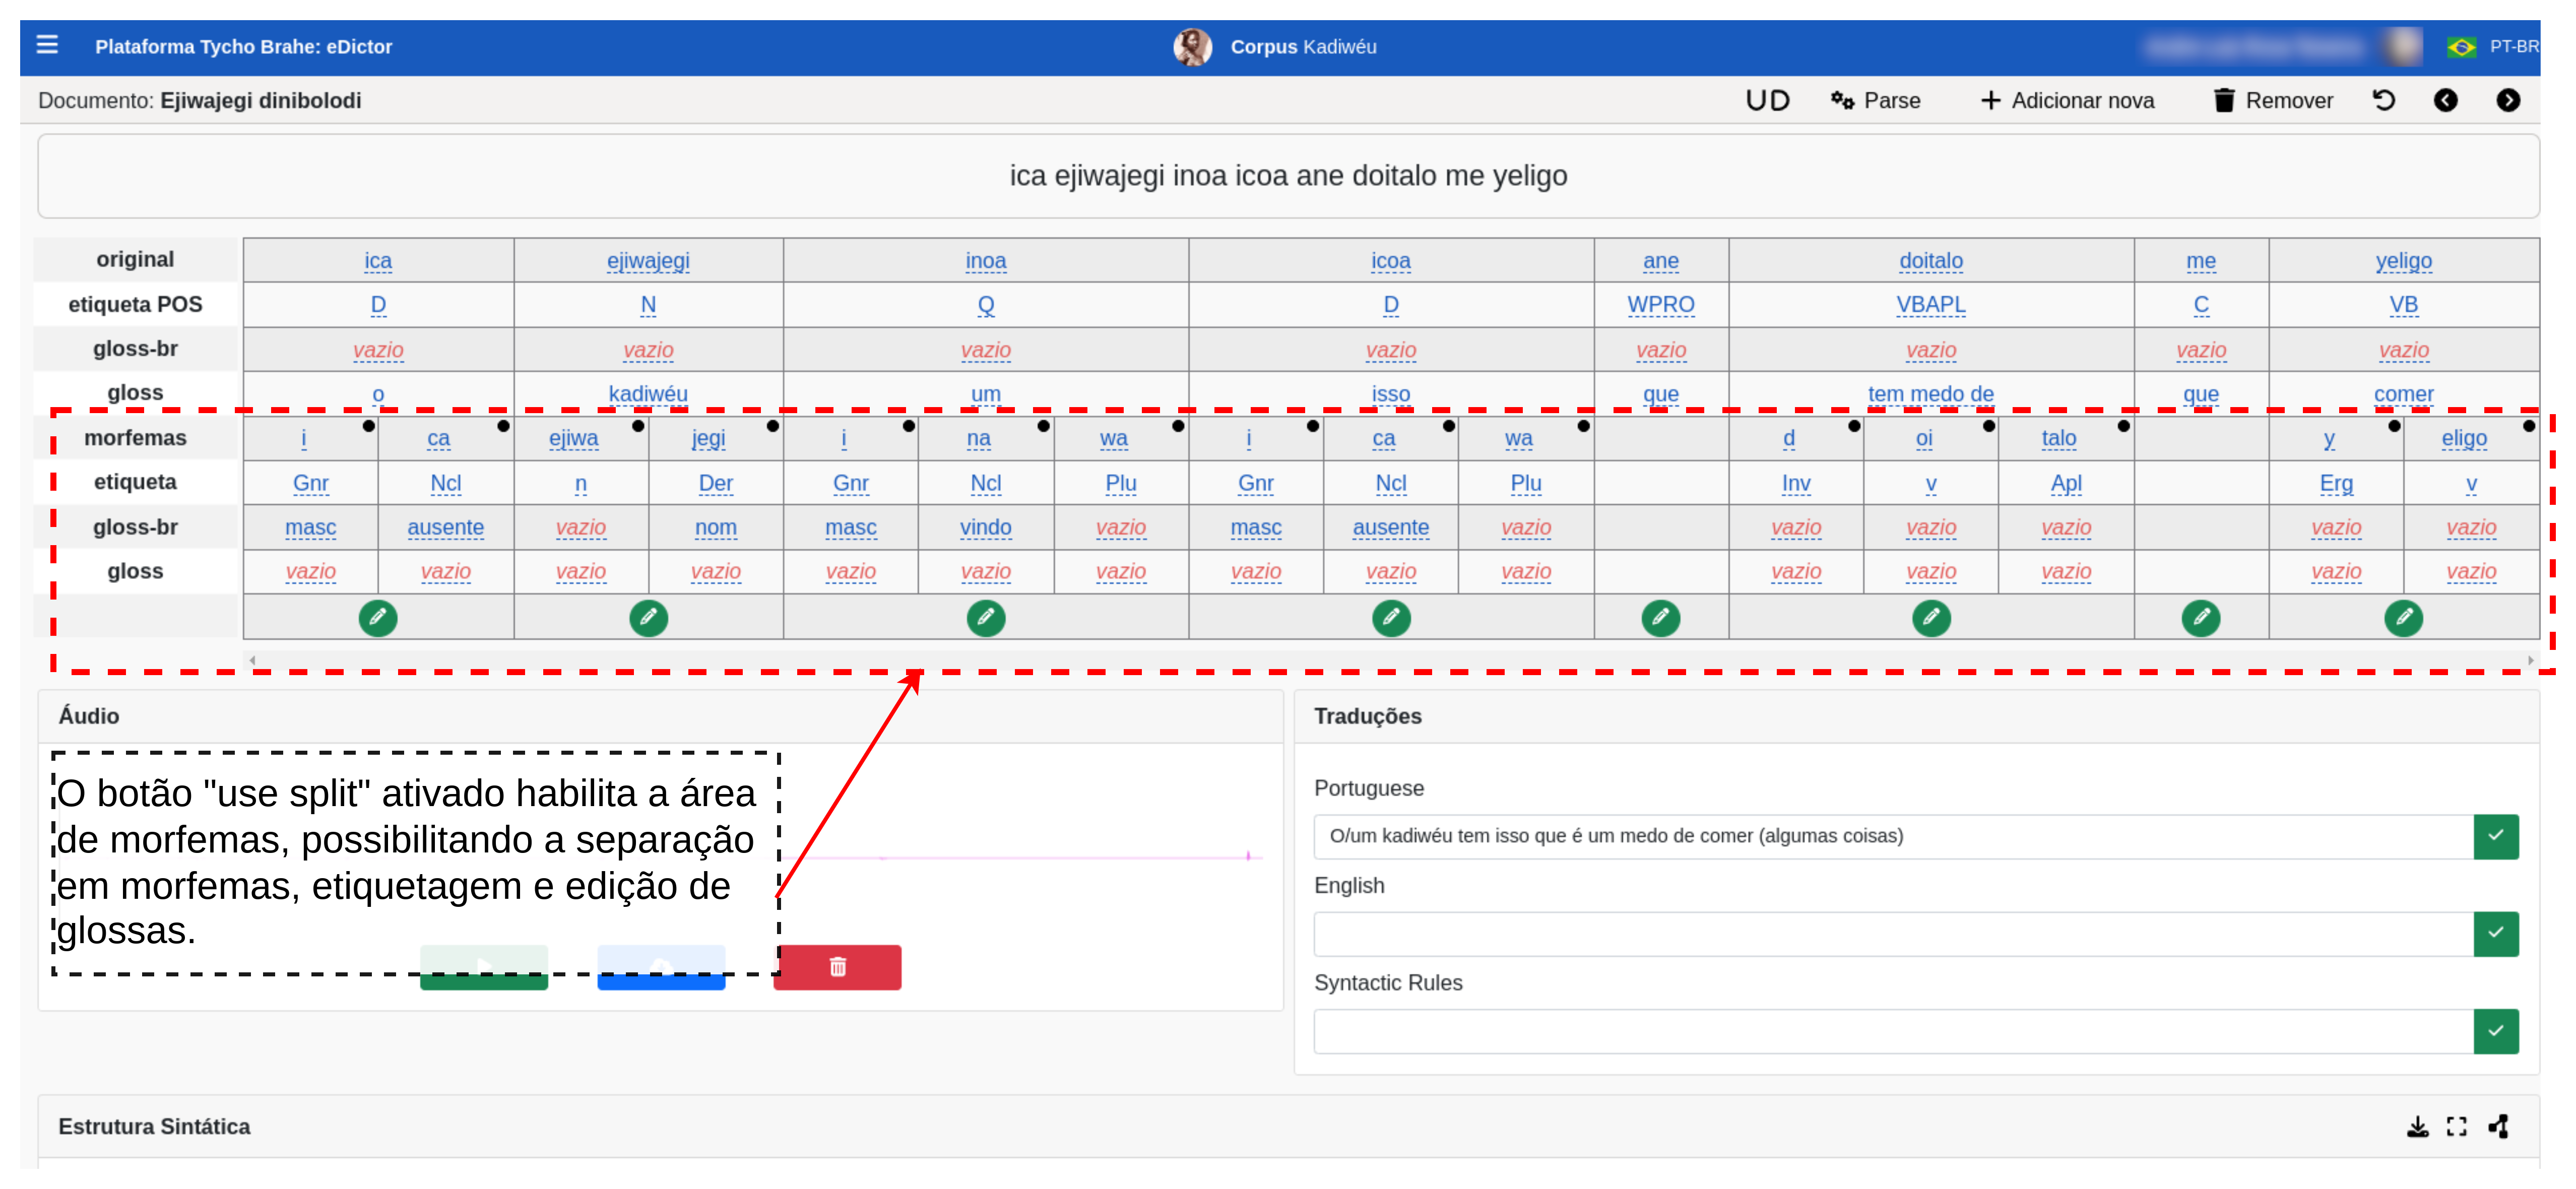 Plataforma Tycho Brahe: eDictor Corpus Kadiwéu PT-BR
Documento: Ejiwajegi dinibolodi UD Parse Adicionar nova Remover
ica ejiwajegi inoa icoa ane doitalo me yeligo
original ica ejiwajegi inoa icoa ane doitalo me yeligo
etiqueta POS D N Q D WPRO VBAPL C VB
gloss-br vazio vazio vazio vazio vazio vazio vazio vazio
gloss o kadiwéu um isso que tem medo de que comer
morfemas i ca ejiwa jegi i na wa i ca wa d oi talo y eligo
etiqueta Gnr Ncl n Der Gnr Ncl Plu Gnr Ncl Plu Inv v Apl Erg v
gloss-br masc ausente vazio nom masc vindo vazio masc ausente vazio vazio vazio vazio vazio vazio
gloss vazio vazio vazio vazio vazio vazio vazio vazio vazio vazio vazio vazio vazio vazio vazio
Áudio
O botão "use split" ativado habilita a área
de morfemas, possibilitando a separação
em morfemas, etiquetagem e edição de
glossas.
Traduções
Portuguese
O/um kadiwéu tem isso que é um medo de comer (algumas coisas)
English
Syntactic Rules
Estrutura Sintática